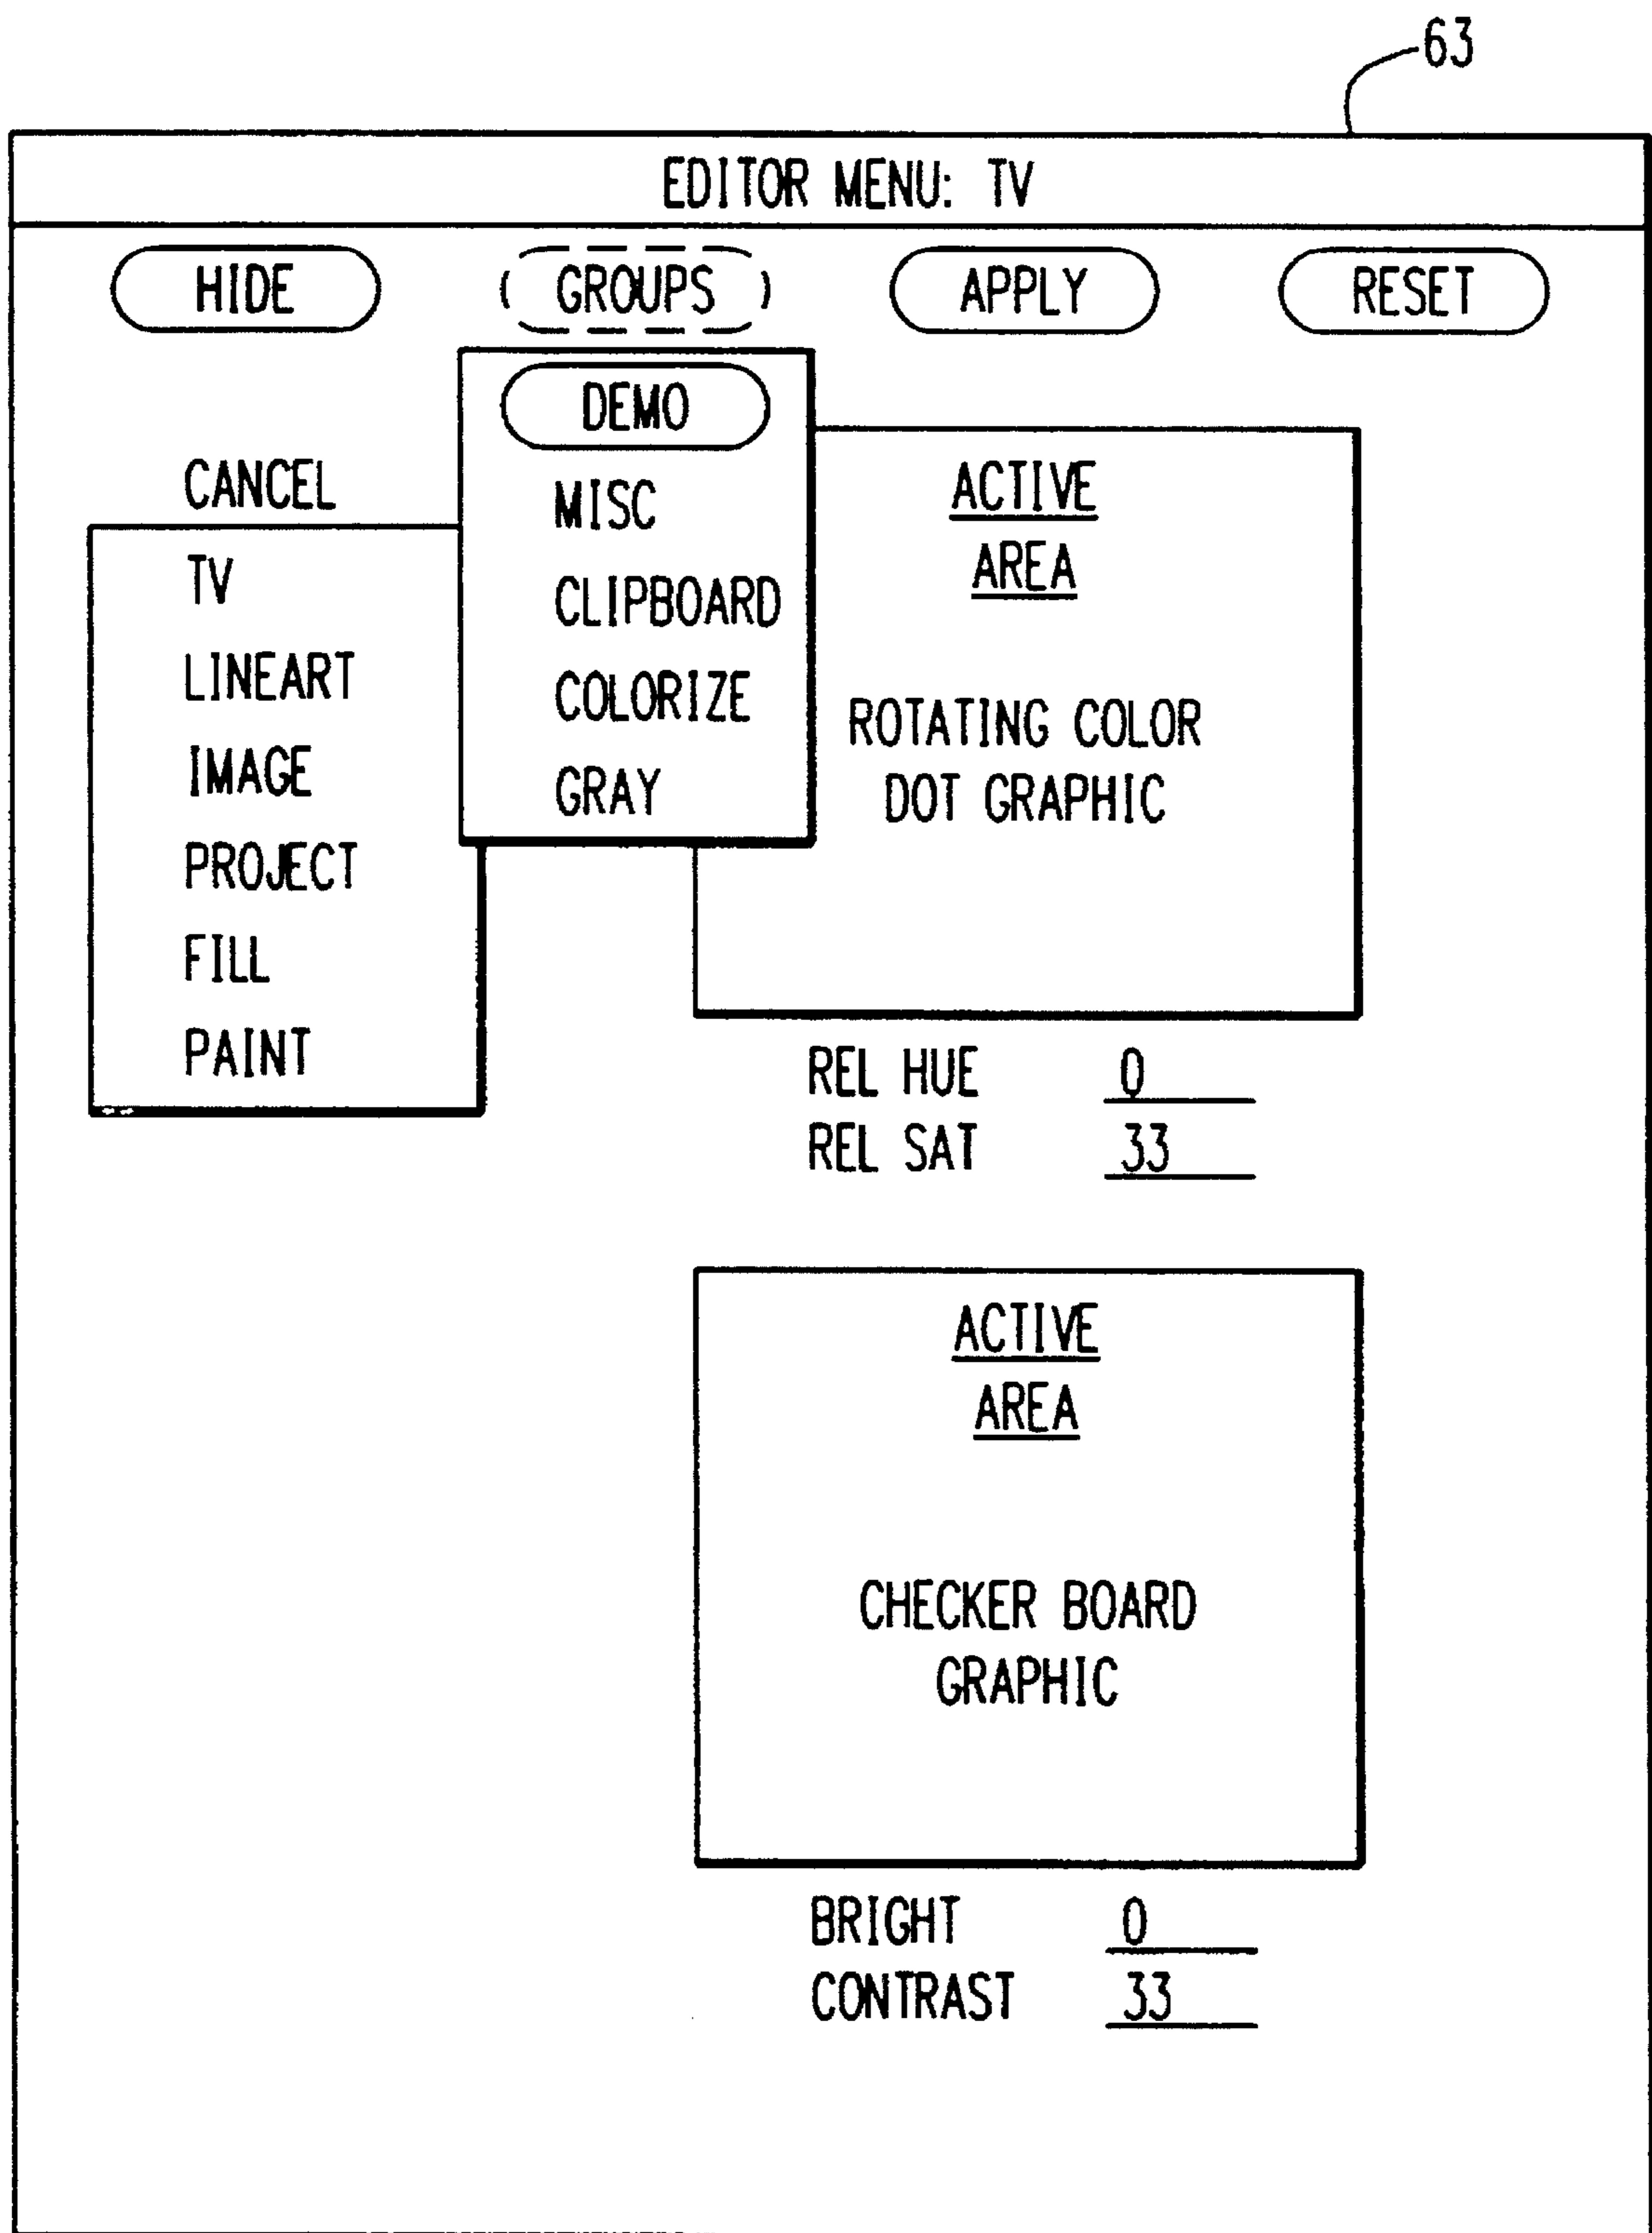 63
EDITOR MENU: TV
HIDE
GROUPS
APPLY
RESET
DEMO
MISC
CLIPBOARD
COLORIZE
GRAY
CANCEL
TV
LINEART
IMAGE
PROJECT
FILL
PAINT
ACTIVE
AREA
ROTATING COLOR
DOT GRAPHIC
REL HUE 0
REL SAT 33
ACTIVE
AREA
CHECKER BOARD
GRAPHIC
BRIGHT 0
CONTRAST 33